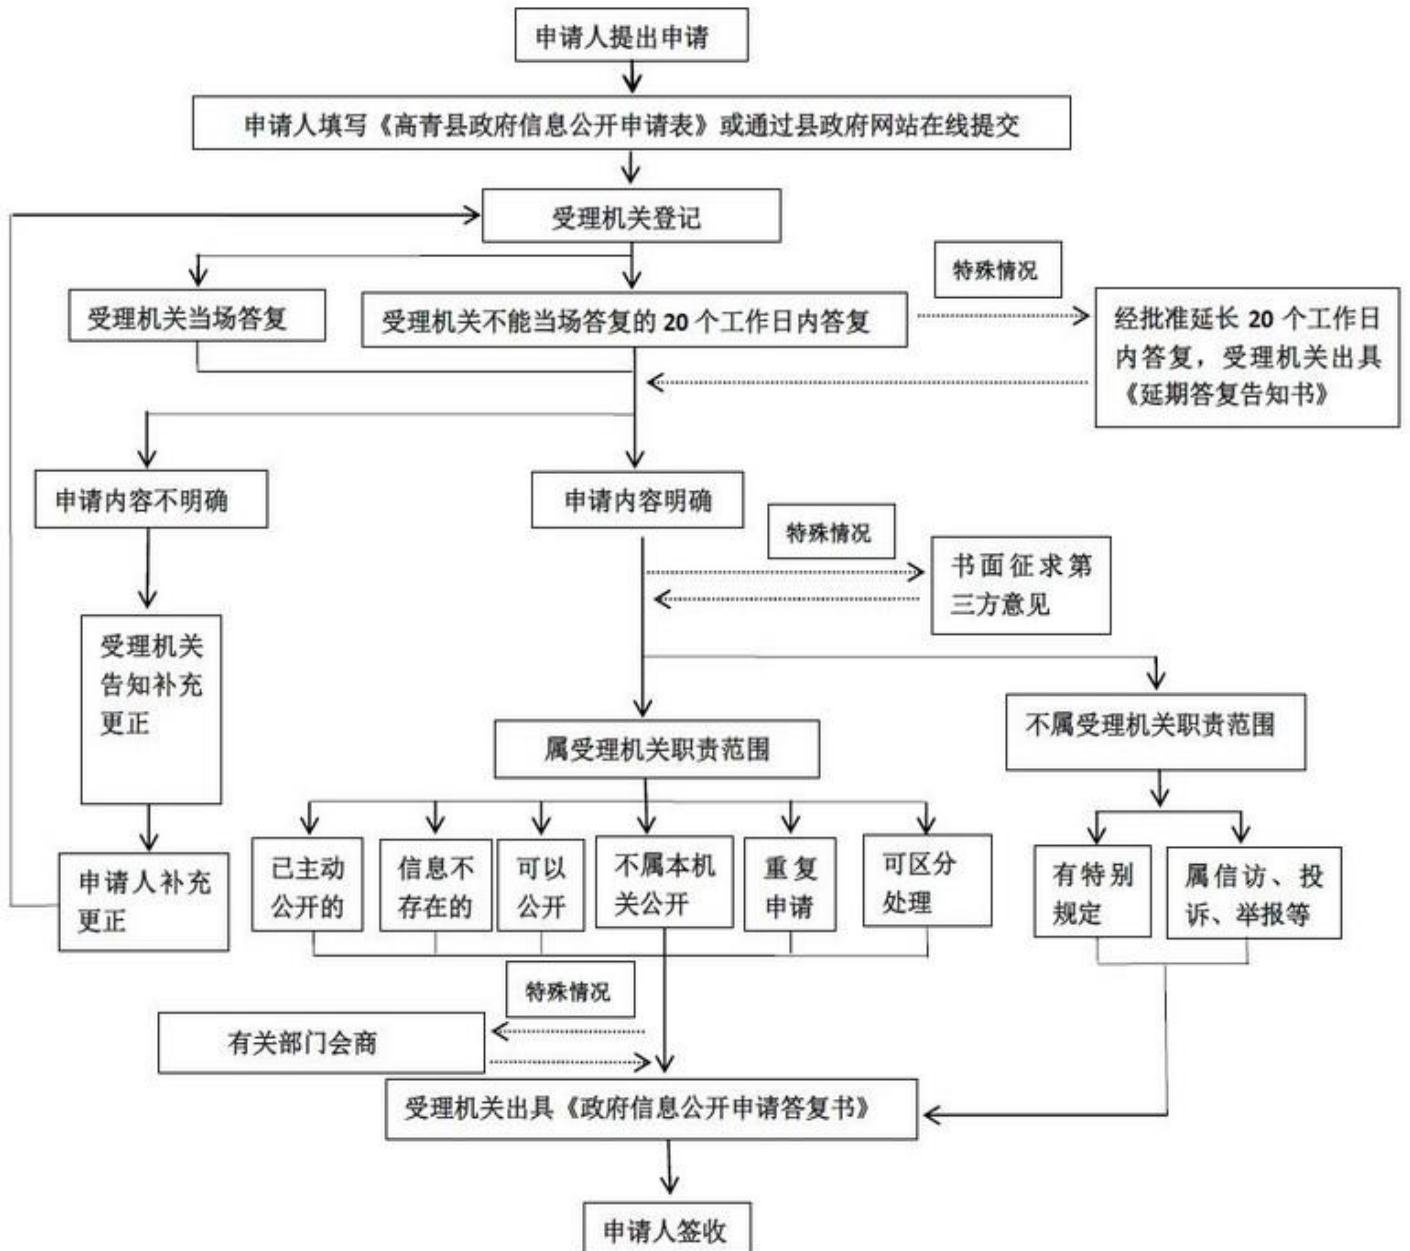 申请人提出申请
申请人填写《高青县政府信息公开申请表》或通过县政府网站在线提交
受理机关登记
特殊情况
受理机关当场答复
受理机关不能当场答复的 20 个工作日内答复
经批准延长 20 个工作日
内答复，受理机关出具
《延期答复告知书》
申请内容不明确
申请内容明确
特殊情况
书面征求第
三方意见
受理机关
告知补充
更正
属受理机关职责范围
不属受理机关职责范围
申请人补充
更正
已主动
公开的
信息不
存在的
可以
公开
不属本机
关公开
重复
申请
可区分
处理
有特别
规定
属信访、投
诉、举报等
特殊情况
有关部门会商
受理机关出具《政府信息公开申请答复书》
申请人签收